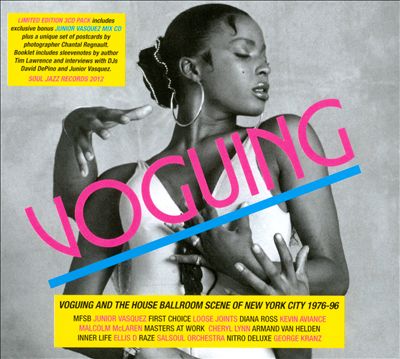 LIMITED EDITION 3CD PACK includes
exclusive bonus JUNIOR VASQUEZ MIX CD
plus a unique set of postcards by
photographer Chantal Regnault.
Booklet includes sleevenotes by author
Tim Lawrence and interviews with DJs
David DePino and Junior Vasquez.
SOUL JAZZ RECORDS 2012
VOGUING
VOGUING AND THE HOUSE BALLROOM SCENE OF NEW YORK CITY 1976-96
MFSB JUNIOR VASQUEZ FIRST CHOICE LOOSE JOINTS DIANA ROSS KEVIN AVIANCE
MALCOLM McLAREN MASTERS AT WORK CHERYL LYNN ARMAND VAN HELDEN
INNER LIFE ELLIS D RAZE SALSOUL ORCHESTRA NITRO DELUXE GEORGE KRANZ